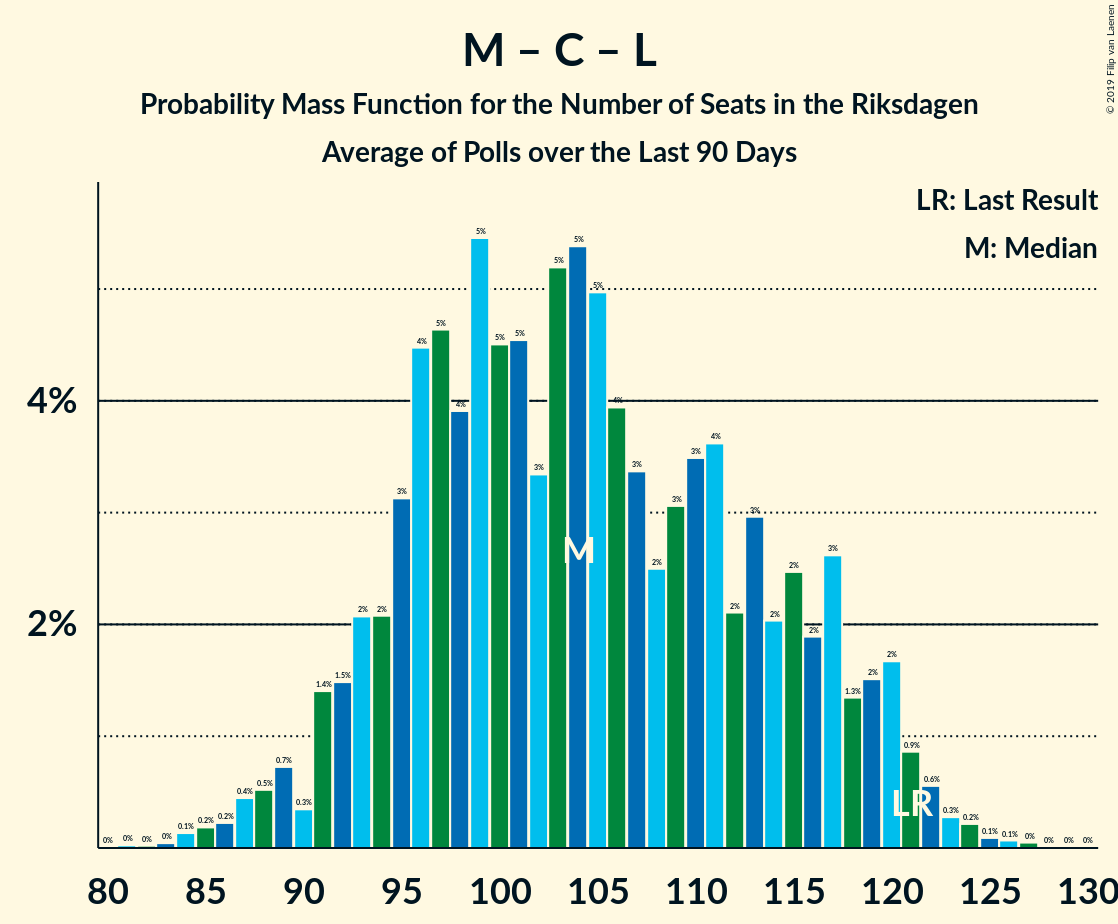 M – C – L
Probability Mass Function for the Number of Seats in the Riksdagen
Average of Polls over the Last 90 Days
© 2019 Filip van Laenen
LR: Last Result
M: Median
4%
2%
0% 0% 0% 0% 0.1% 0.2% 0.2% 0.4% 0.5% 0.7% 0.3% 1.4% 1.5% 2% 2% 3% 4% 5% 4% 5% 5% 5% 3% 5% 5% 5% 4% 3% 2% 3% 3% 4% 2% 3% 2% 2% 2% 3% 1.3% 2% 2% 0.9% 0.6% 0.3% 0.2% 0.1% 0.1% 0% 0% 0% 0%
M
LR
80 85 90 95 100 105 110 115 120 125 130